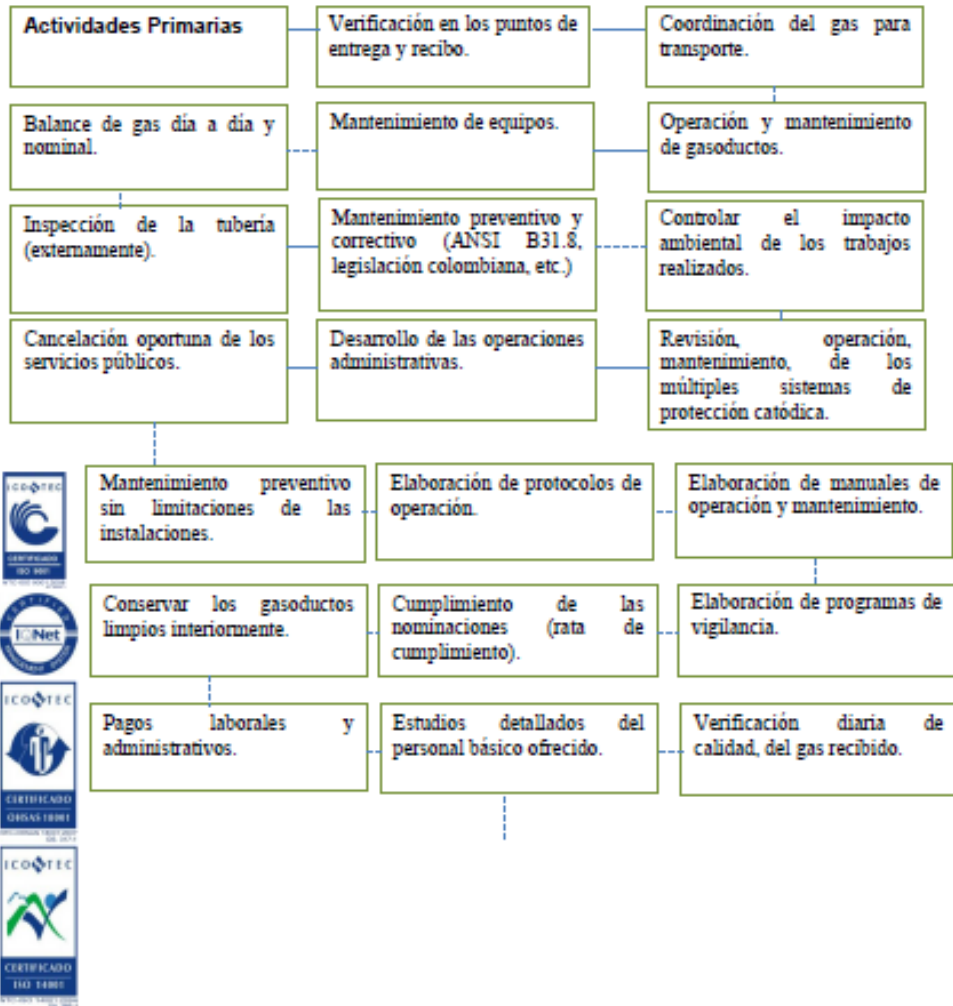 Actividades Primarias
Verificación en los puntos de
entrega y recibo.
Coordinación del gas para
transporte.
Balance de gas día a día y
nominal.
Mantenimiento de equipos.
Operación y mantenimiento
de gasoductos.
Inspección de la tubería
(externamente).
Mantenimiento preventivo y
correctivo (ANSI B31.8,
legislación colombiana, etc.)
Controlar el impacto
ambiental de los trabajos
realizados.
Cancelación oportuna de los
servicios públicos.
Desarrollo de las operaciones
administrativas.
Revisión, operación,
mantenimiento, de los
múltiples sistemas de
protección catódica.
Mantenimiento preventivo
sin limitaciones de las
instalaciones.
Elaboración de protocolos de
operación.
Elaboración de manuales de
operación y mantenimiento.
Conservar los gasoductos
limpios interiormente.
Cumplimiento de las
nominaciones (rata de
cumplimiento).
Elaboración de programas de
vigilancia.
Pagos laborales y
administrativos.
Estudios detallados del
personal básico ofrecido.
Verificación diaria de
calidad, del gas recibido.
ICONTEC
CERTIFICADO
ISO 9001
CERTIFIED
IQNet
MANAGEMENT SYSTEM
ICONTEC
CERTIFICADO
OHSAS 18001
ICONTEC
CERTIFICADO
ISO 14001